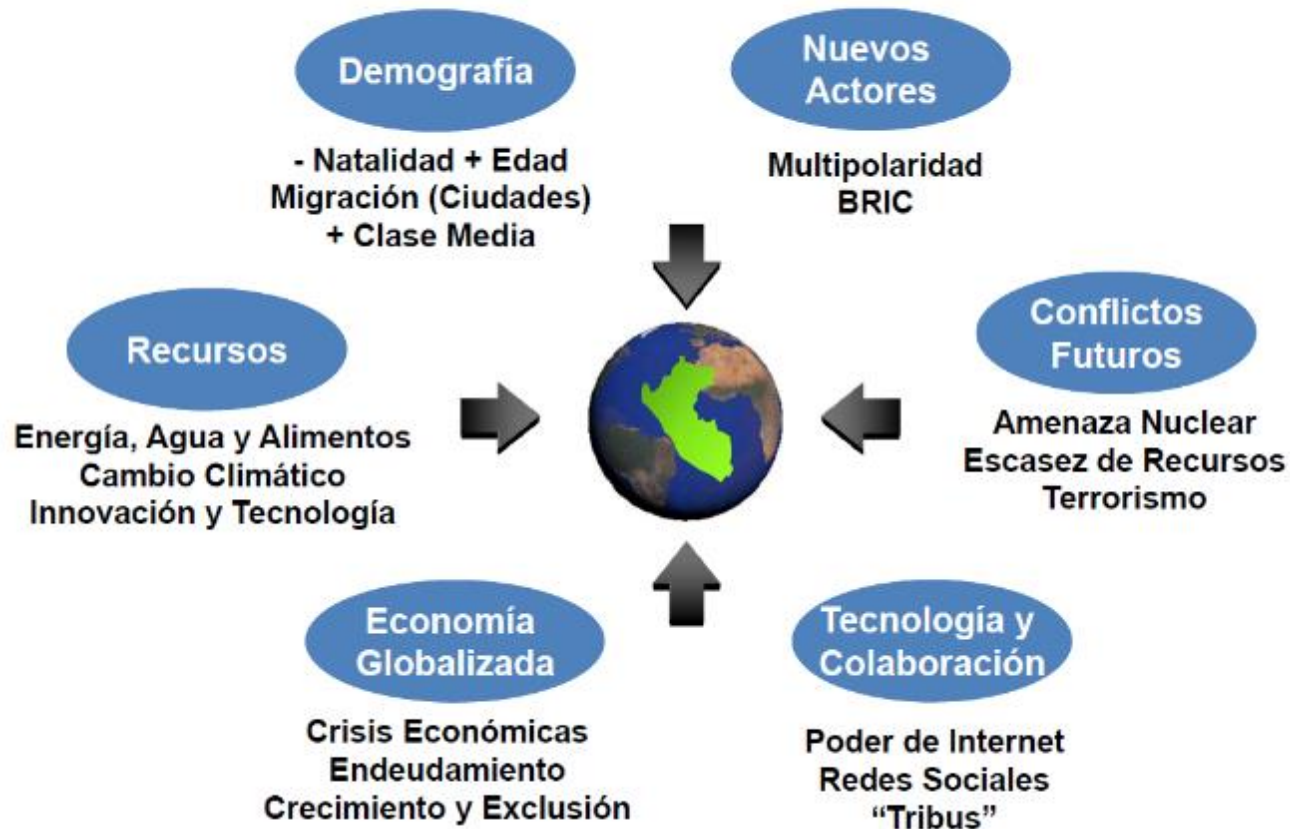 Demografía
- Natalidad + Edad
Migración (Ciudades)
+ Clase Media
Nuevos
Actores
Multipolaridad
BRIC
Recursos
Energía, Agua y Alimentos
Cambio Climático
Innovación y Tecnología
Conflictos
Futuros
Amenaza Nuclear
Escasez de Recursos
Terrorismo
Economía
Globalizada
Crisis Económicas
Endeudamiento
Crecimiento y Exclusión
Tecnología y
Colaboración
Poder de Internet
Redes Sociales
“Tribus”